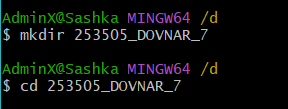 AdminX@Sashka MINGW64 /d
$ mkdir 253505_DOVNAR_7
AdminX@Sashka MINGW64 /d
$ cd 253505_DOVNAR_7